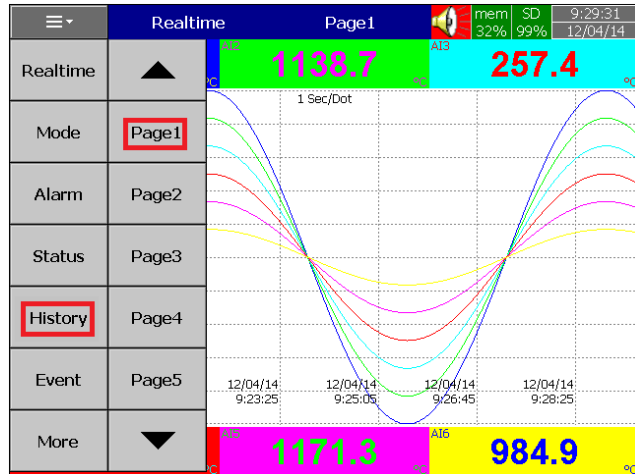 Realtime Page1 mem SD 9:29:31
32% 99% 12/04/14
Realtime
Mode Page1
Alarm Page2
Status Page3
History Page4
Event Page5
More
AI2 1138.7 °C
AI3 257.4 °C
°C
1 Sec/Dot
12/04/14 12/04/14 12/04/14 12/04/14
9:23:25 9:25:05 9:26:45 9:28:25
AI5 1171.3 °C
AI6 984.9 °C
°C